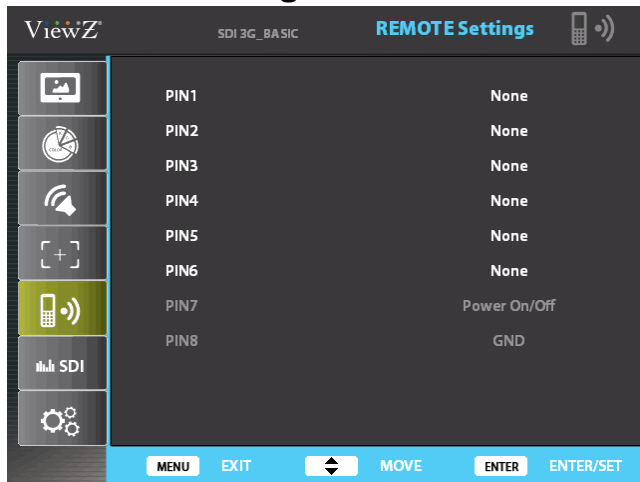 ViewZ SDI 3G_BASIC REMOTE Settings
PIN1 None
PIN2 None
PIN3 None
PIN4 None
PIN5 None
PIN6 None
PIN7 Power On/Off
PIN8 GND
COLOR
SDI
MENU EXIT MOVE ENTER ENTER/SET